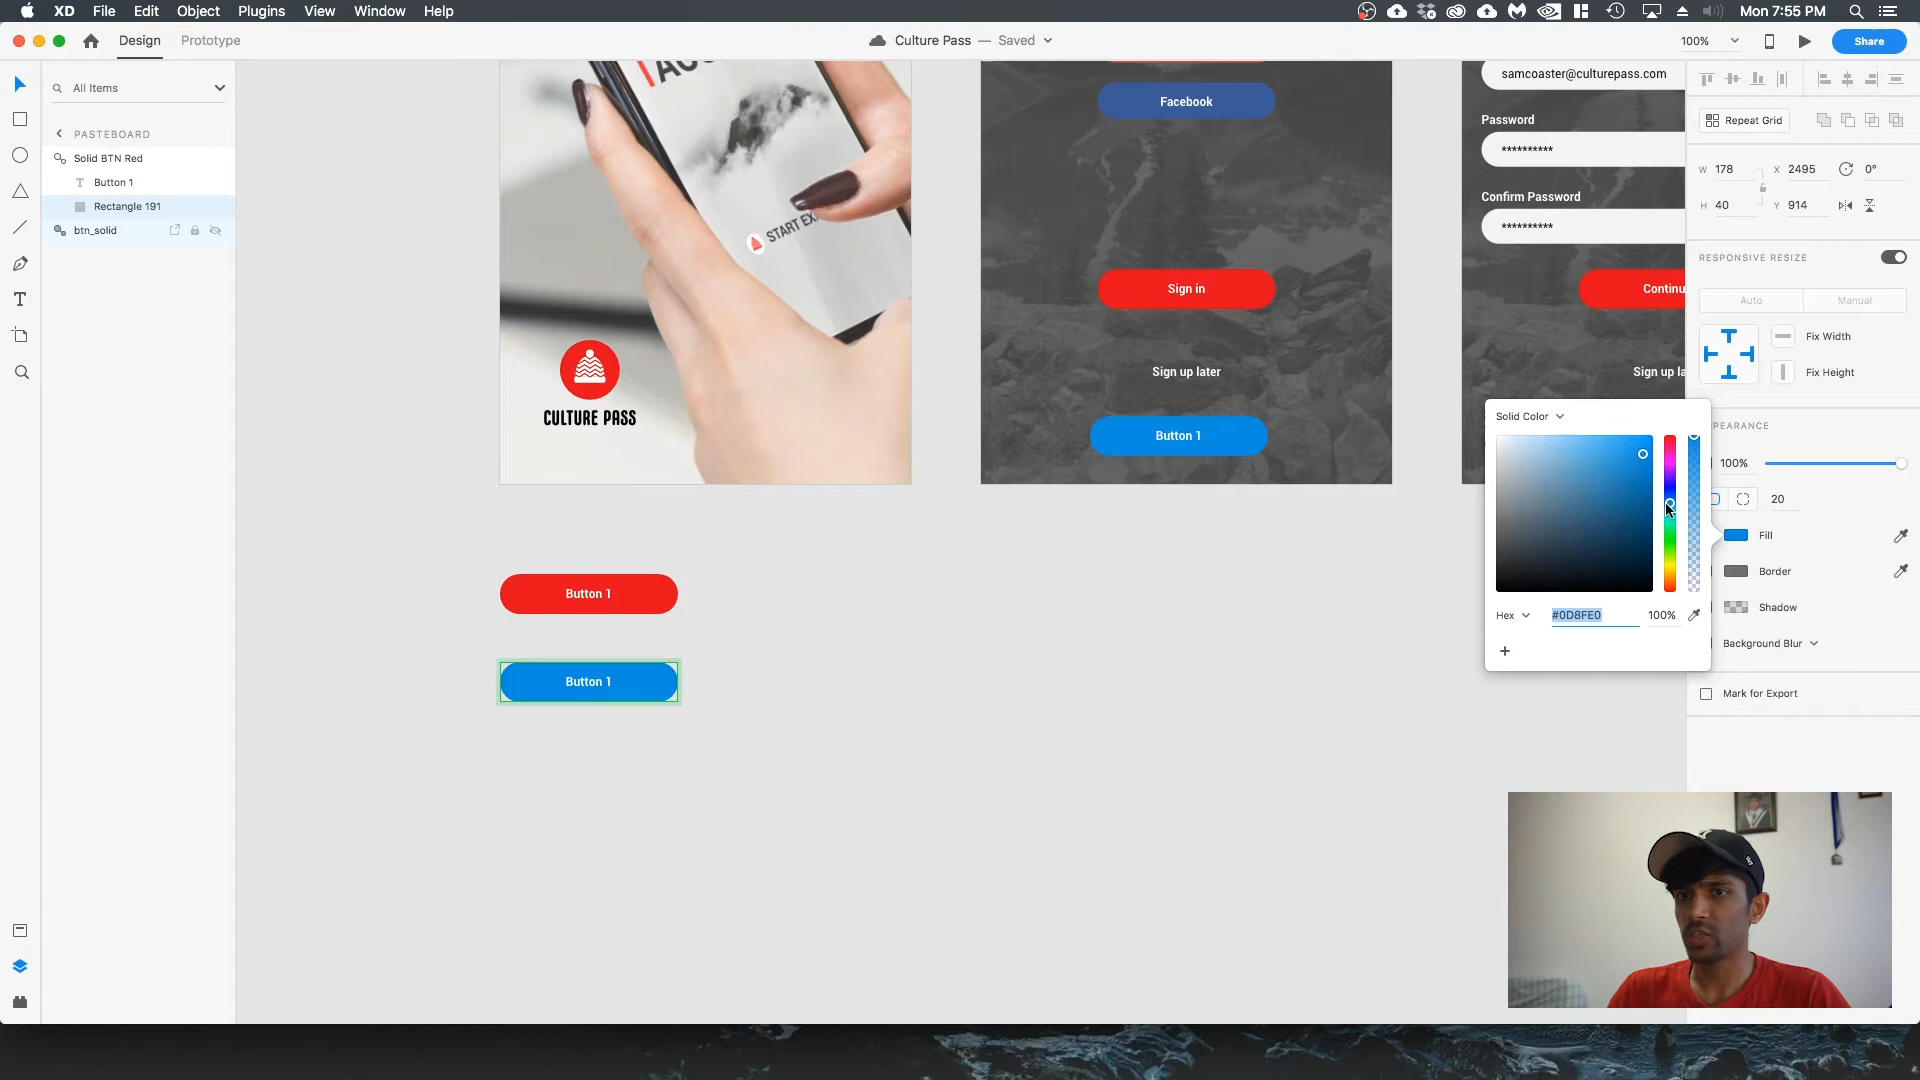 XD File Edit Object Plugins View Window Help
Mon 7:55 PM
Design Prototype
Culture Pass — Saved
100%
Share
All Items
PASTEBOARD
Solid BTN Red
Button 1
Rectangle 191
btn_solid
START
CULTURE PASS
Facebook
Sign in
Sign up later
Button 1
samcoaster@culturepass.com
Password
**********
Confirm Password
**********
Continu
Sign up la
Button 1
Button 1
Repeat Grid
W 178 X 2495 0°
H 40 Y 914
RESPONSIVE RESIZE
Auto Manual
Fix Width
Fix Height
PEARANCE
100%
20
Fill
Border
Shadow
Background Blur
Mark for Export
Solid Color
Hex #0D8FE0 100%
+